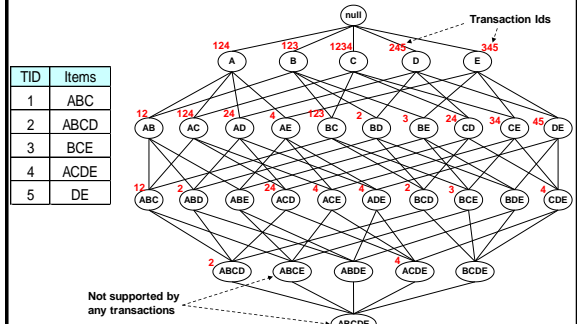 null
Transaction Ids
124 123 1234 245 345
A B C D E
TID Items
1 ABC
2 ABCD
3 BCE
4 ACDE
5 DE
12 124 24 4 123 2 3 24 34 45
AB AC AD AE BC BD BE CD CE DE
12 2 24 4 4 2 3 4
ABC ABD ABE ACD ACE ADE BCD BCE BDE CDE
2 4
ABCD ABCE ABDE ACDE BCDE
Not supported by
any transactions
ABCDE